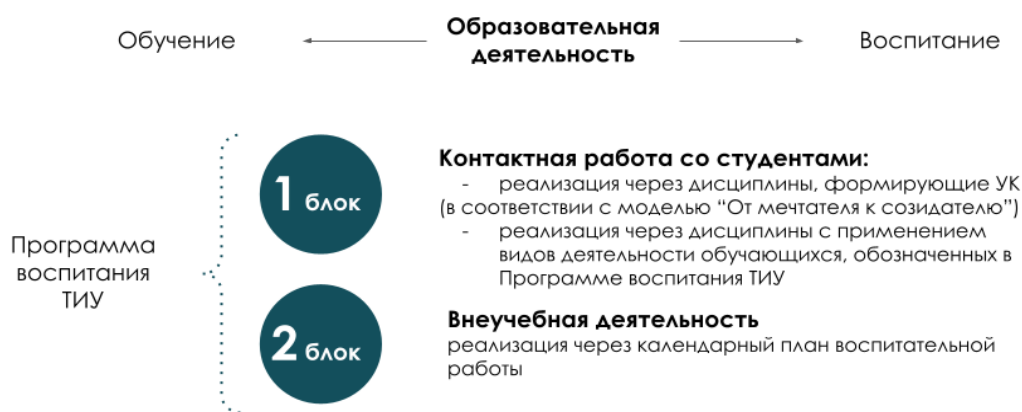 Обучение
Образовательная
деятельность
Воспитание
Программа
воспитания
ТИУ
1 блок
Контактная работа со студентами:
- реализация через дисциплины, формирующие УК
(в соответствии с моделью “От мечтателя к созидателю”)
- реализация через дисциплины с применением
видов деятельности обучающихся, обозначенных в
Программе воспитания ТИУ
2 блок
Внеучебная деятельность
реализация через календарный план воспитательной
работы